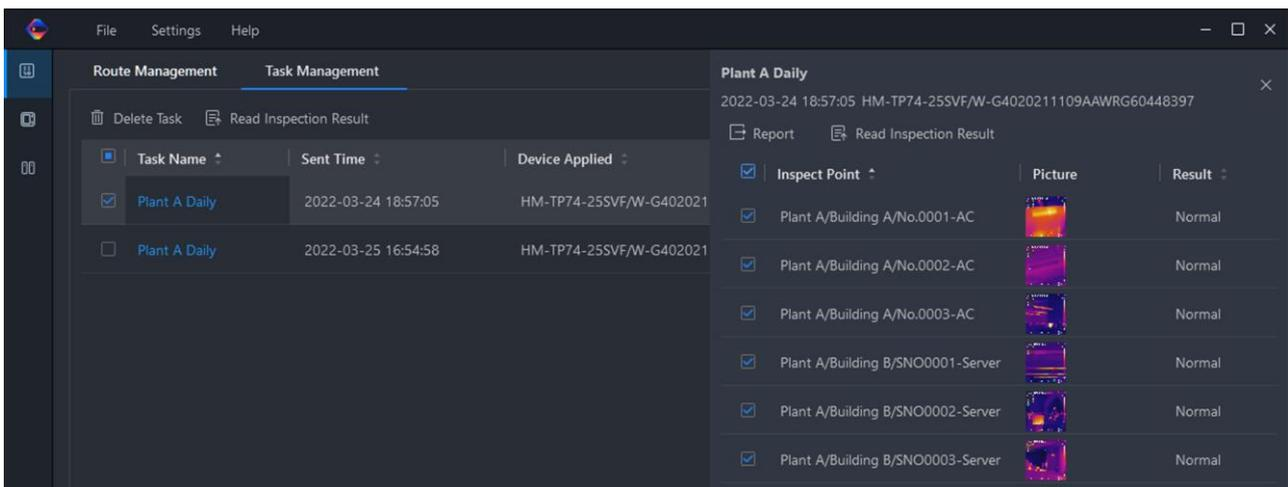 File Settings Help
Route Management Task Management
Delete Task Read Inspection Result
Task Name Sent Time Device Applied
Plant A Daily 2022-03-24 18:57:05 HM-TP74-25SVF/W-G402021
Plant A Daily 2022-03-25 16:54:58 HM-TP74-25SVF/W-G402021
Plant A Daily
2022-03-24 18:57:05 HM-TP74-25SVF/W-G4020211109AAWRG60448397
Report Read Inspection Result
Inspect Point Picture Result
Plant A/Building A/No.0001-AC Normal
Plant A/Building A/No.0002-AC Normal
Plant A/Building A/No.0003-AC Normal
Plant A/Building B/SNO0001-Server Normal
Plant A/Building B/SNO0002-Server Normal
Plant A/Building B/SNO0003-Server Normal